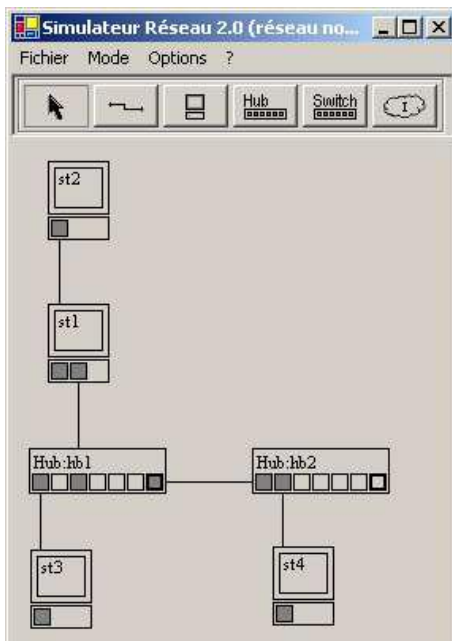 Simulateur Réseau 2.0 (réseau no...
Fichier Mode Options ?
Hub Switch I
st2
st1
Hub:hb1 Hub:hb2
st3 st4